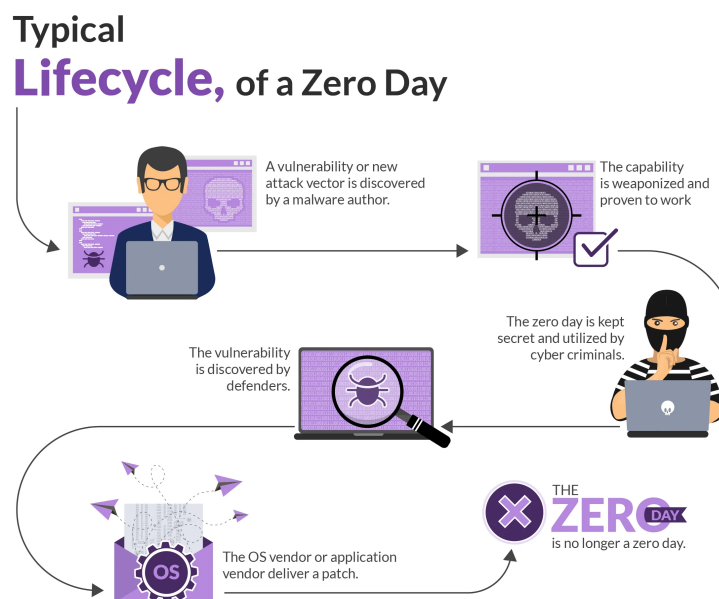 Typical
Lifecycle, of a Zero Day
A vulnerability or new
attack vector is discovered
by a malware author.
The capability
is weaponized and
proven to work
The zero day is kept
secret and utilized by
cyber criminals.
The vulnerability
is discovered by
defenders.
OS
The OS vendor or application
vendor deliver a patch.
THE
ZERO DAY
is no longer a zero day.